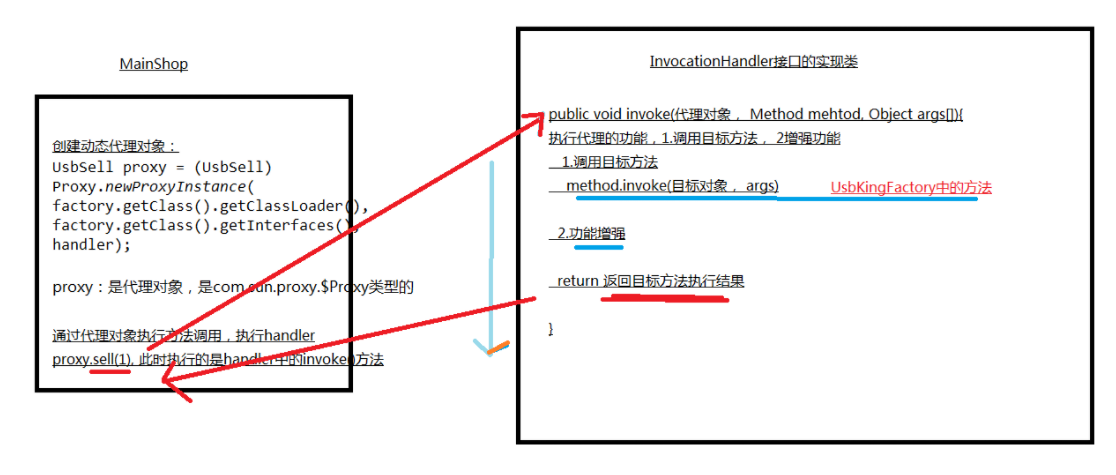 MainShop
创建动态代理对象：
UsbSell proxy = (UsbSell)
Proxy.newProxyInstance(
factory.getClass().getClassLoader(),
factory.getClass().getInterfaces(),
handler);
proxy：是代理对象，是com.sun.proxy.$Proxy类型的
通过代理对象执行方法调用，执行handler
proxy.sell(1), 此时执行的是handler中的invoke()方法
InvocationHandler接口的实现类
public void invoke(代理对象， Method mehtod, Object args[]){
执行代理的功能，1.调用目标方法， 2增强功能
1.调用目标方法
method.invoke(目标对象， args) UsbKingFactory中的方法
2.功能增强
return 返回目标方法执行结果
}